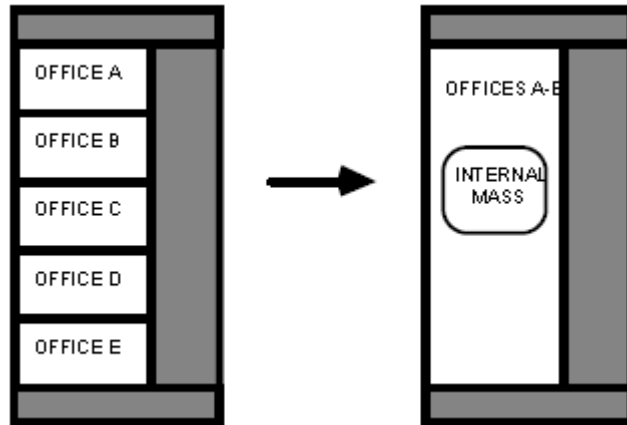 OFFICE A
OFFICE B
OFFICE C
OFFICE D
OFFICE E
OFFICES A-E
INTERNAL
MASS